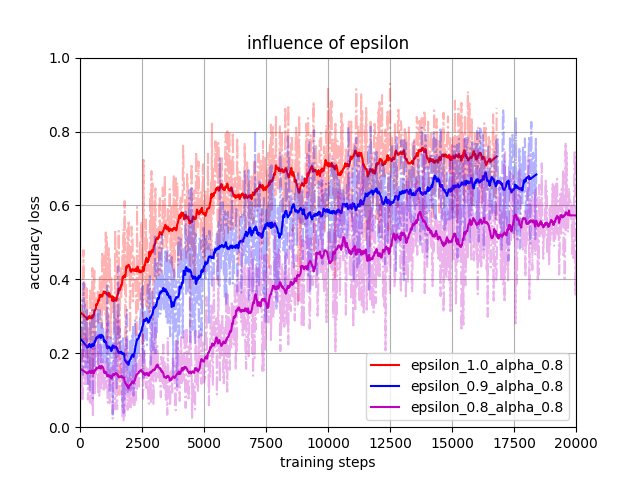 influence of epsilon
accuracy loss
1.0
0.8
0.6
0.4
0.2
0.0
epsilon_1.0_alpha_0.8
epsilon_0.9_alpha_0.8
epsilon_0.8_alpha_0.8
0 2500 5000 7500 10000 12500 15000 17500 20000
training steps